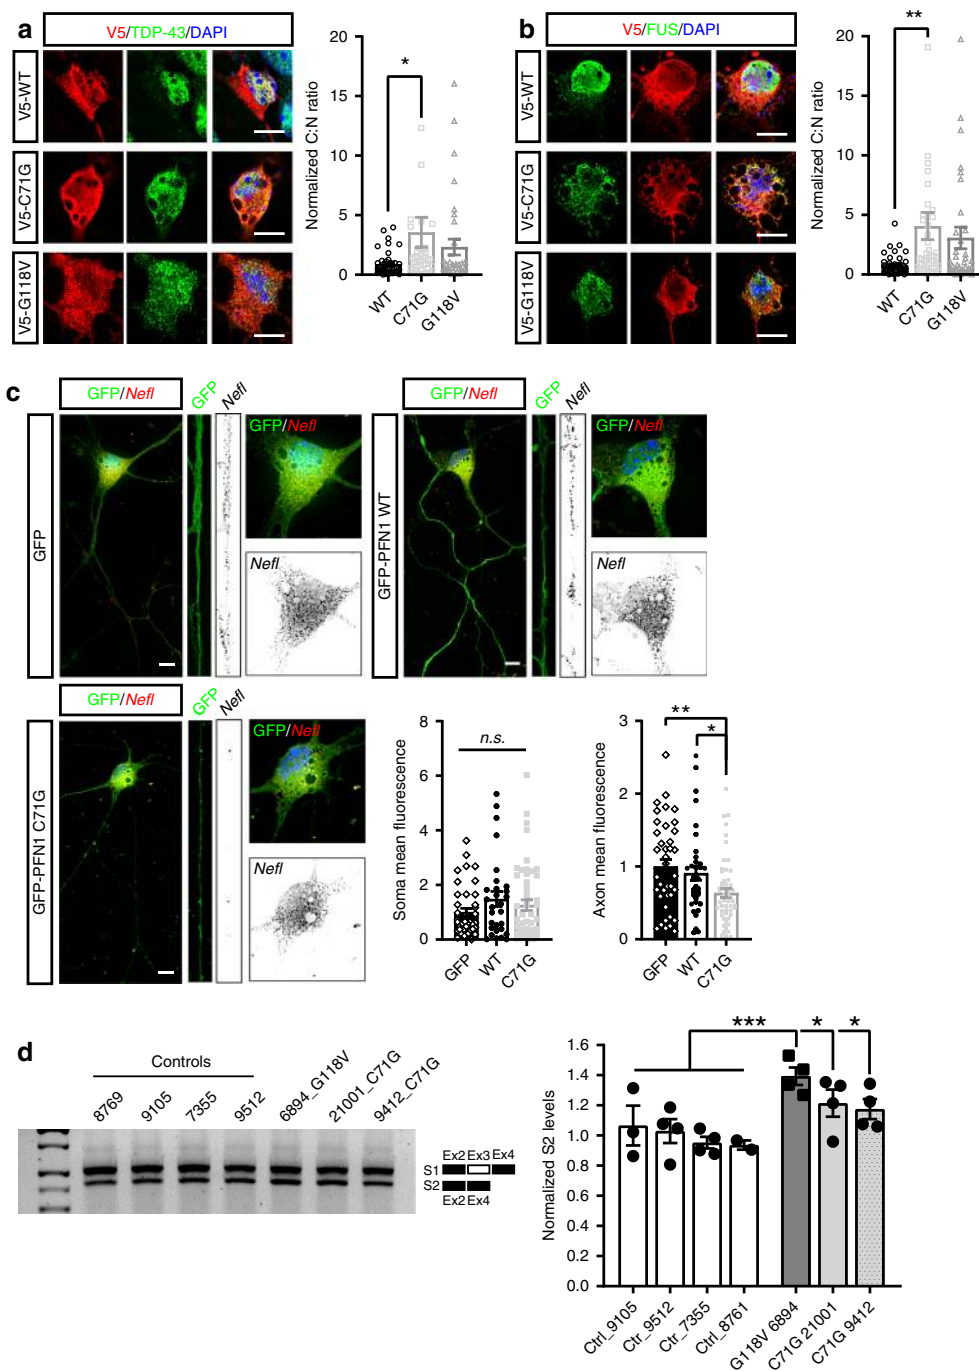 a
V5/TDP-43/DAPI
V5-WT
V5-C71G
V5-G118V
Normalized C:N ratio
20
15
10
5
0
*
WT
C71G
G118V
b
V5/FUS/DAPI
V5-WT
V5-C71G
V5-G118V
Normalized C:N ratio
20
15
10
5
0
**
WT
C71G
G118V
c
GFP/Nefl
GFP
Nefl
GFP
GFP/Nefl
Nefl
GFP/Nefl
GFP
Nefl
GFP-PFN1 WT
GFP/Nefl
Nefl
GFP/Nefl
GFP
Nefl
GFP-PFN1 C71G
GFP/Nefl
Nefl
Soma mean fluorescence
8
6
4
2
0
n.s.
GFP
WT
C71G
Axon mean fluorescence
3
2
1
0
**
*
GFP
WT
C71G
d
Controls
8769
9105
7355
9512
6894_G118V
21001_C71G
9412_C71G
Ex2 Ex3 Ex4
S1
S2
Ex2 Ex4
Normalized S2 levels
1.6
1.4
1.2
1.0
0.8
0.6
0.4
0.2
0.0
***
*
*
Ctrl_9105
Ctr_9512
Ctr_7355
Ctrl_8761
G118V 6894
C71G 21001
C71G 9412